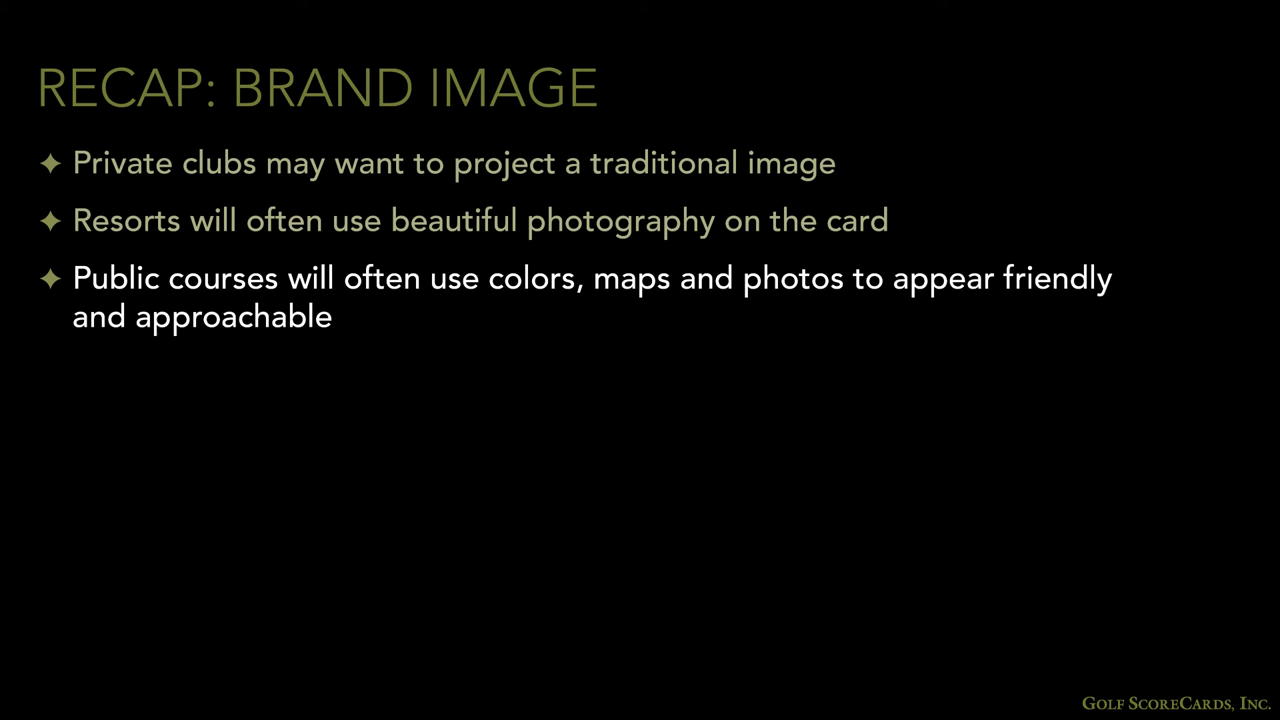 RECAP: BRAND IMAGE
✦ Private clubs may want to project a traditional image
✦ Resorts will often use beautiful photography on the card
✦ Public courses will often use colors, maps and photos to appear friendly
and approachable
GOLF SCORECARDS, INC.